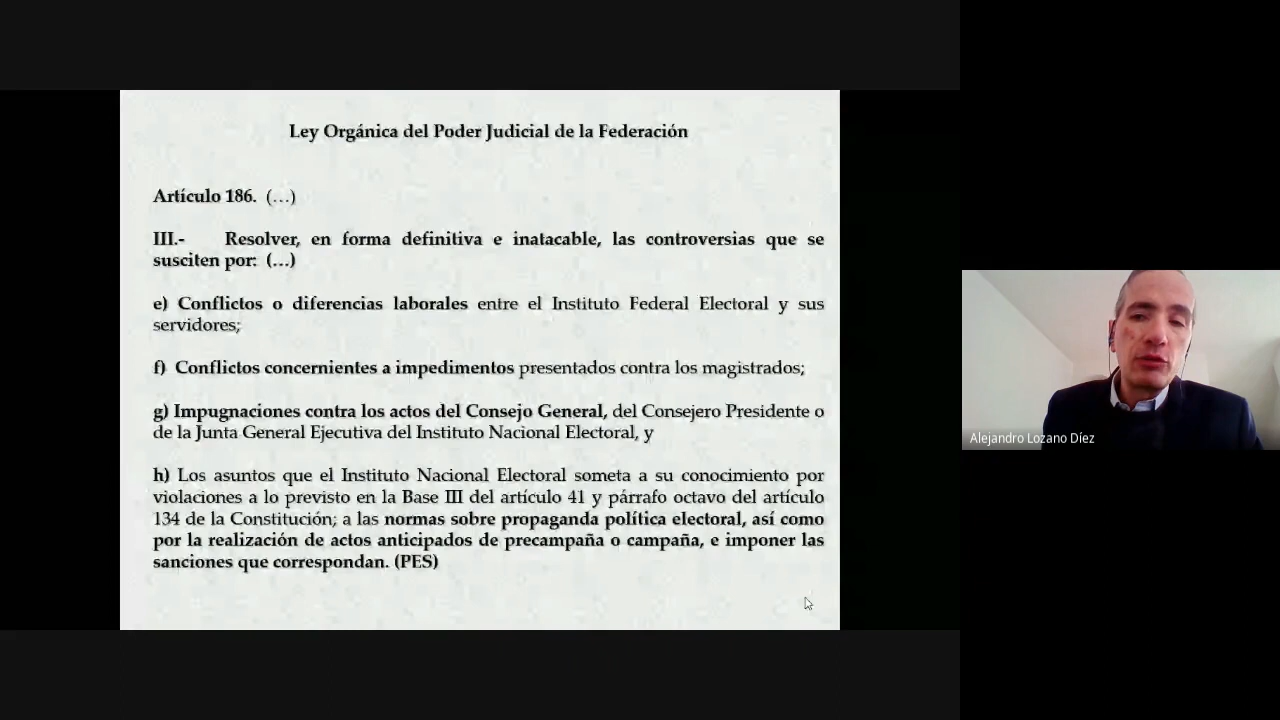 Ley Orgánica del Poder Judicial de la Federación
Artículo 186. (…)
III.- Resolver, en forma definitiva e inatacable, las controversias que se
susciten por: (…)
e) Conflictos o diferencias laborales entre el Instituto Federal Electoral y sus
servidores;
f) Conflictos concernientes a impedimentos presentados contra los magistrados;
g) Impugnaciones contra los actos del Consejo General, del Consejero Presidente o
de la Junta General Ejecutiva del Instituto Nacional Electoral, y
h) Los asuntos que el Instituto Nacional Electoral someta a su conocimiento por
violaciones a lo previsto en la Base III del artículo 41 y párrafo octavo del artículo
134 de la Constitución; a las normas sobre propaganda política electoral, así como
por la realización de actos anticipados de precampaña o campaña, e imponer las
sanciones que correspondan. (PES)
Alejandro Lozano Díez